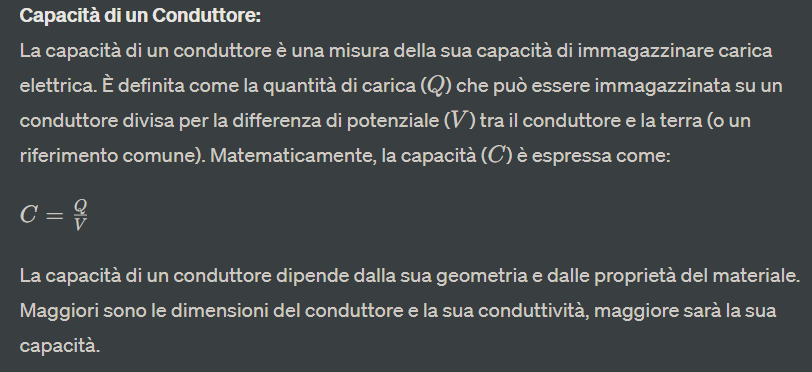 Capacità di un Conduttore:
La capacità di un conduttore è una misura della sua capacità di immagazzinare carica
elettrica. È definita come la quantità di carica (Q) che può essere immagazzinata su un
conduttore divisa per la differenza di potenziale (V) tra il conduttore e la terra (o un
riferimento comune). Matematicamente, la capacità (C) è espressa come:
C = Q/V
La capacità di un conduttore dipende dalla sua geometria e dalle proprietà del materiale.
Maggiori sono le dimensioni del conduttore e la sua conduttività, maggiore sarà la sua
capacità.